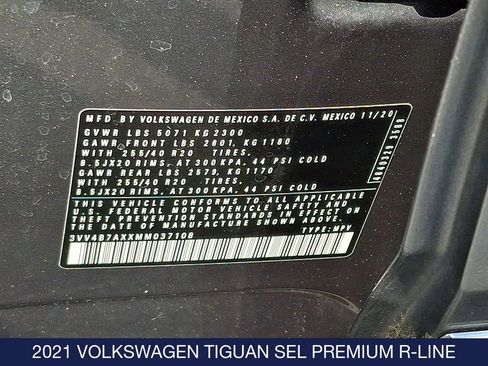 MFD BY VOLKSWAGEN DE MEXICO S.A. DE C.V. MEXICO 11/20
GVWR LBS 5071 KG 2300
GAWR FRONT LBS 2601, KG 1180
WITH 255/40 R20 TIRES,
8.5JX20 RIMS, AT 300 KPA, 44 PSI COLD
GAWR REAR LBS 2579, KG 1170
WITH 255/40 R20 TIRES,
8.5JX20 RIMS, AT 300 KPA, 44 PSI COLD
THIS VEHICLE CONFORMS TO ALL APPLICABLE
U.S. FEDERAL MOTOR VEHICLE SAFETY AND
THEFT PREVENTION STANDARDS IN EFFECT ON
THE DATE OF MANUFACTURE SHOWN ABOVE.
3VV4B7AXXMM037108 TYPE: MPV
2021 VOLKSWAGEN TIGUAN SEL PREMIUM R-LINE